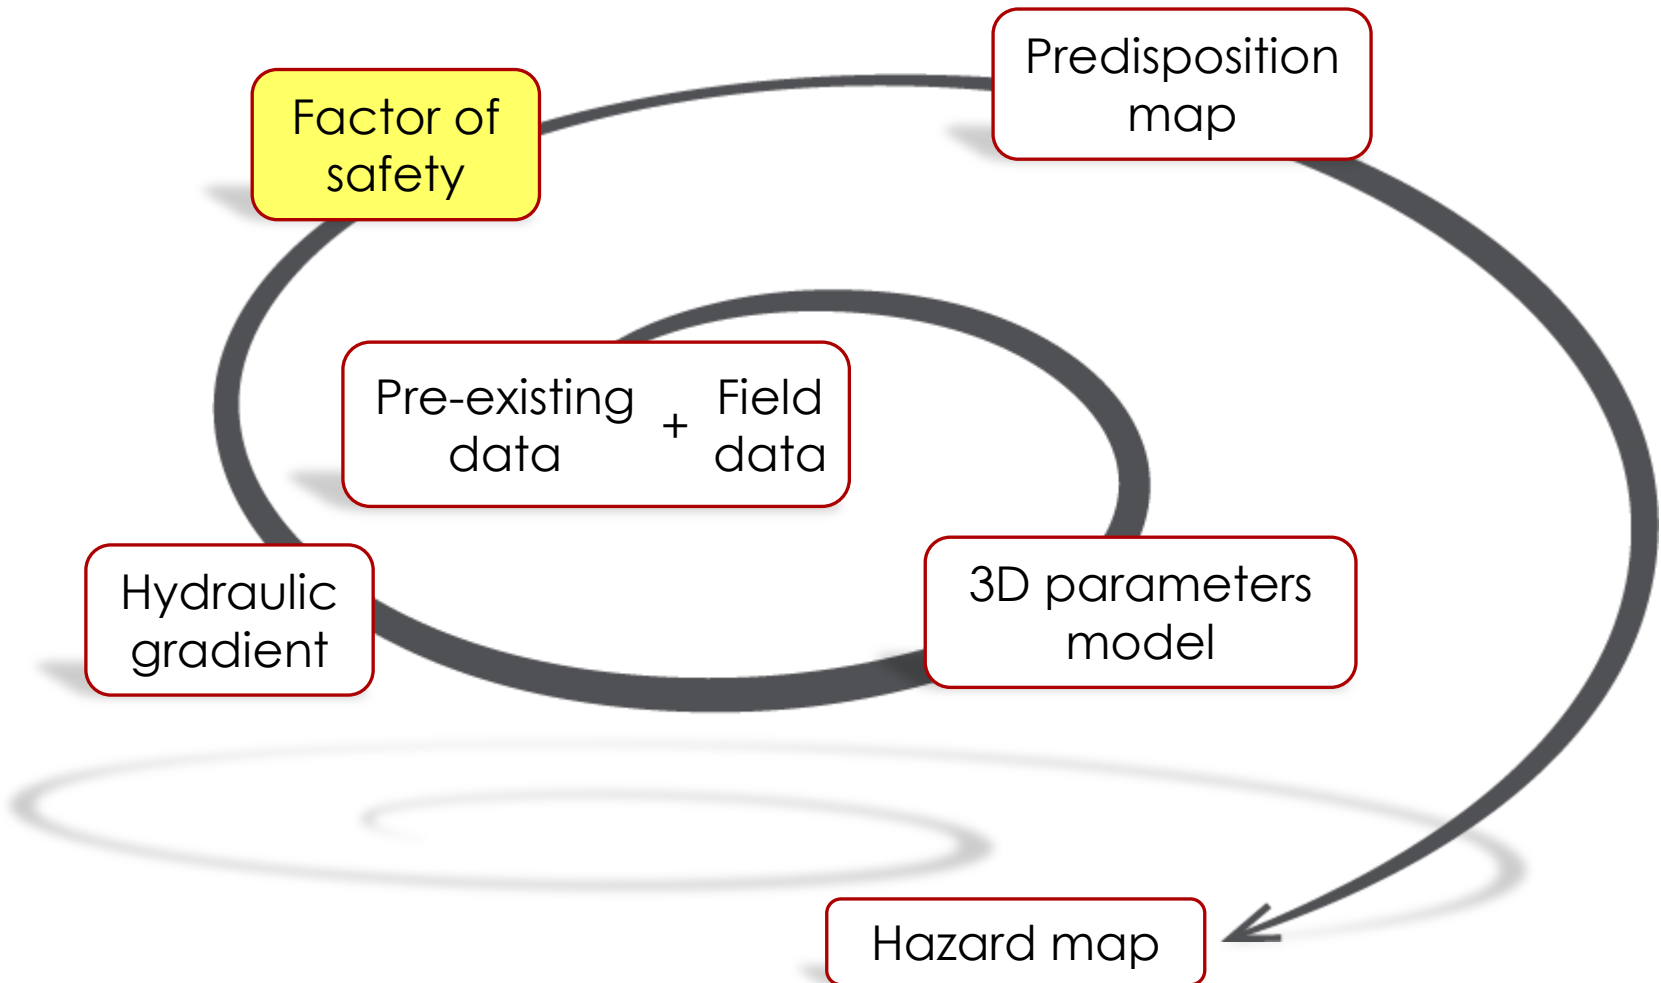 Predisposition
map
Factor of
safety
Pre-existing
data
+
Field
data
Hydraulic
gradient
3D parameters
model
Hazard map